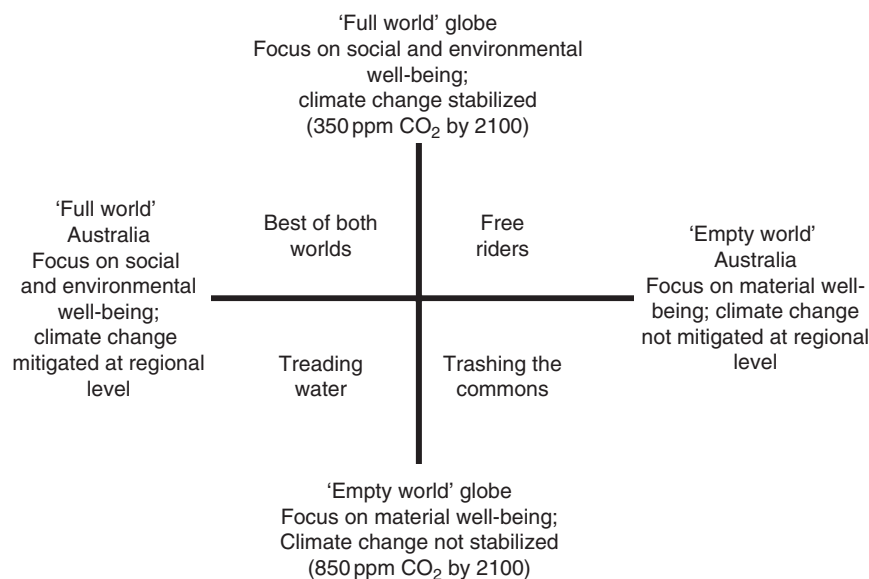 ‘Full world’ globe
Focus on social and environmental
well-being;
climate change stabilized
(350 ppm CO₂ by 2100)
‘Full world’
Australia
Focus on social
and environmental
well-being;
climate change
mitigated at regional
level
Best of both
worlds
Free
riders
‘Empty world’
Australia
Focus on material well-
being; climate change
not mitigated at regional
level
Treading
water
Trashing the
commons
‘Empty world’ globe
Focus on material well-being;
Climate change not stabilized
(850 ppm CO₂ by 2100)